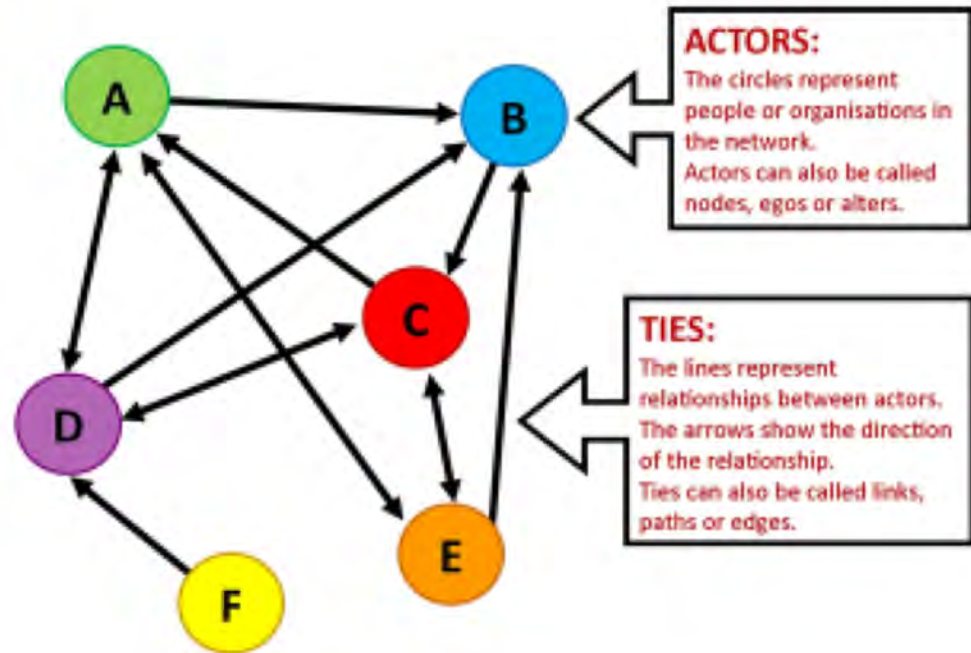 A
B
C
D
E
F
ACTORS:
The circles represent
people or organisations in
the network.
Actors can also be called
nodes, egos or alters.
TIES:
The lines represent
relationships between actors.
The arrows show the direction
of the relationship.
Ties can also be called links,
paths or edges.